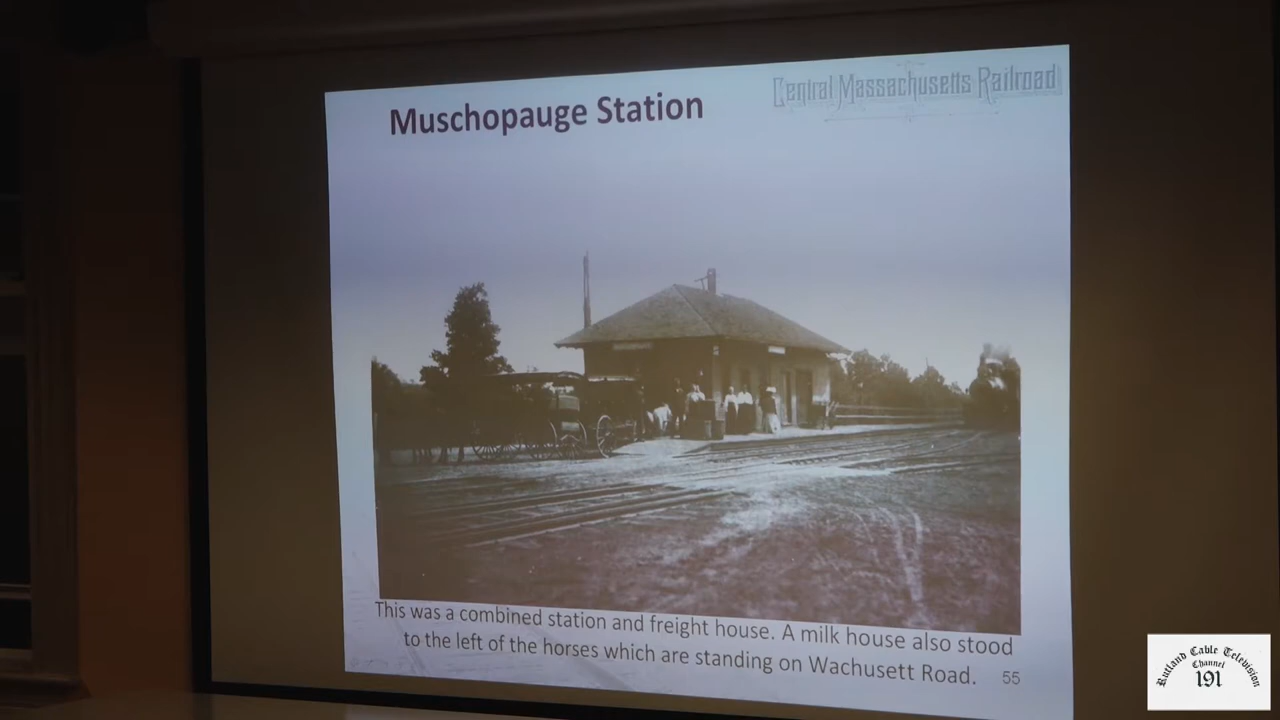 Muschopauge Station
Central Massachusetts Railroad
This was a combined station and freight house. A milk house also stood
to the left of the horses which are standing on Wachusett Road.
55
Rutland Cable Television
Channel
191